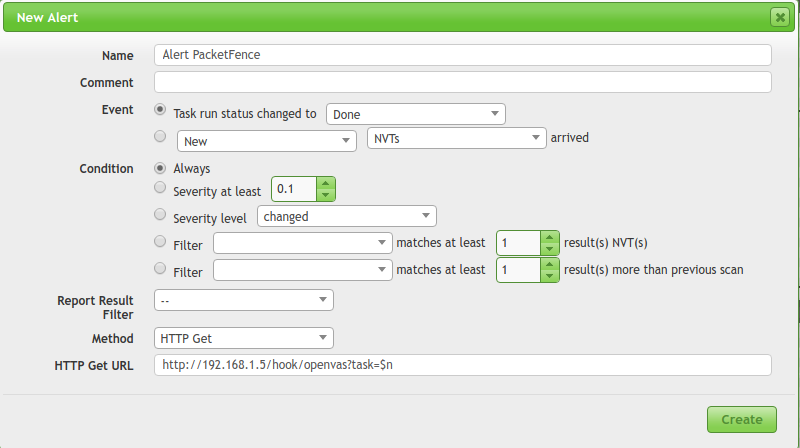 New Alert
Name Alert PacketFence
Comment
Event Task run status changed to Done
New NVTs arrived
Condition Always
Severity at least 0.1
Severity level changed
Filter matches at least 1 result(s) NVT(s)
Filter matches at least 1 result(s) more than previous scan
Report Result
Filter --
Method HTTP Get
HTTP Get URL http://192.168.1.5/hook/openvas?task=$n
Create